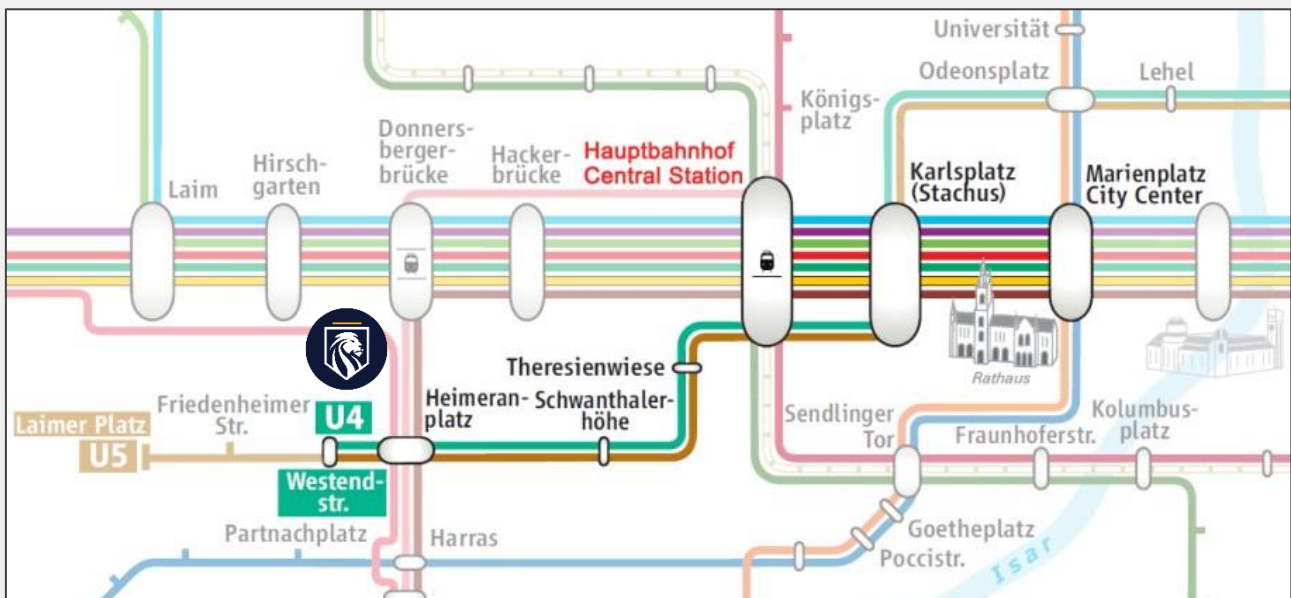 Universität
Odeonsplatz
Lehel
Königs-
platz
Donners-
berger-
brücke
Hacker-
brücke
Hauptbahnhof
Central Station
Hirsch-
garten
Laim
Karlsplatz
(Stachus)
Marienplatz
City Center
Rathaus
Theresienwiese
Heimeran-
platz
Schwanthaler-
höhe
Friedenheimer
Str.
U4
Laimer Platz
U5
Westend-
str.
Sendlinger
Tor
Fraunhoferstr.
Kolumbus-
platz
Partnachplatz
Harras
Goetheplatz
Poccistr.
Isar